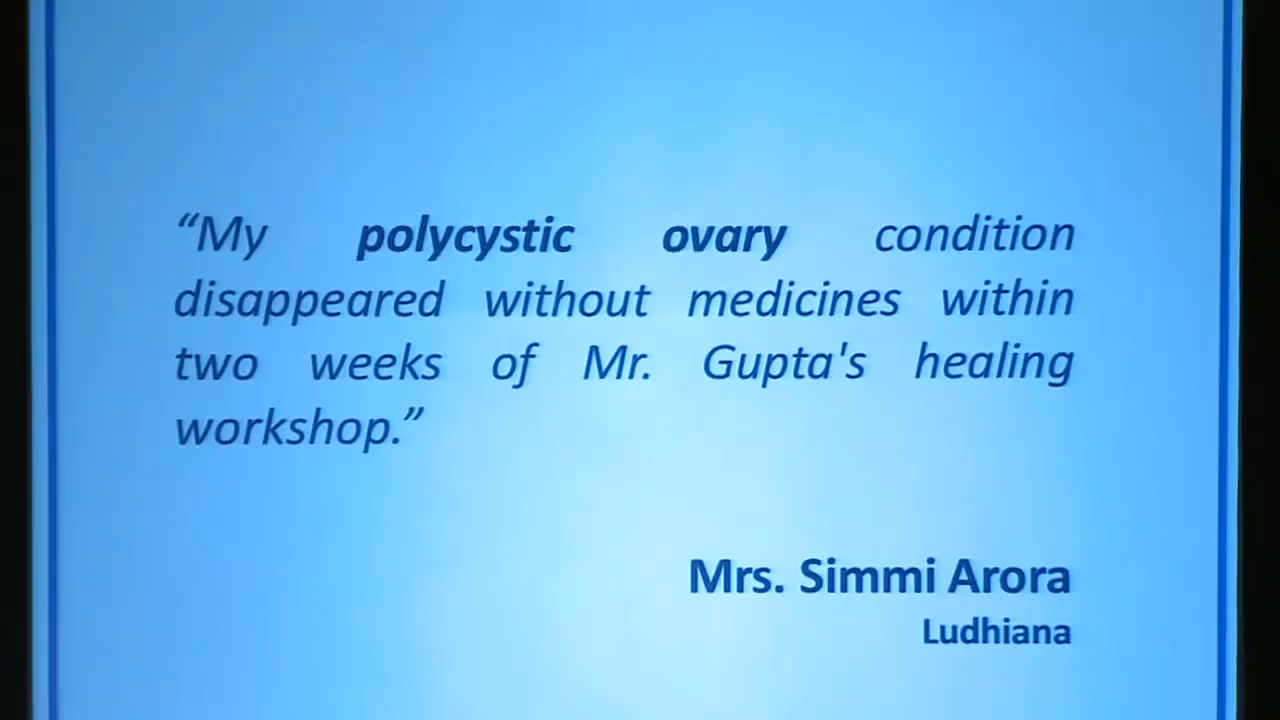 “My polycystic ovary condition
disappeared without medicines within
two weeks of Mr. Gupta's healing
workshop.”
Mrs. Simmi Arora
Ludhiana